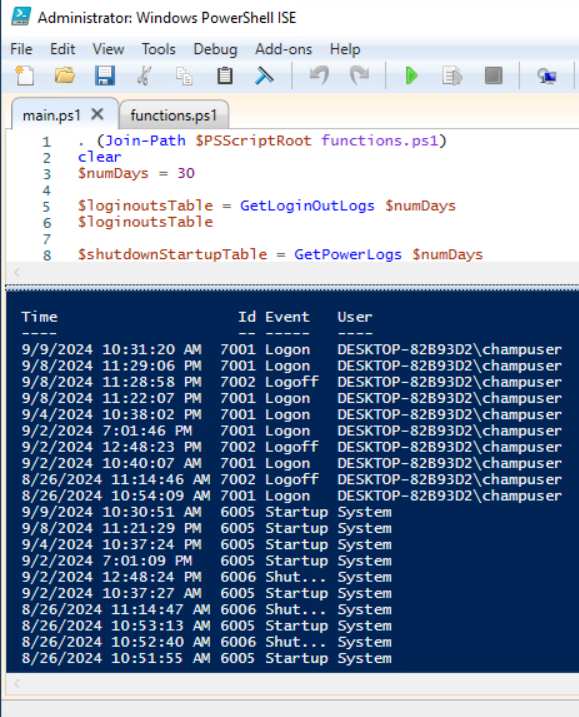 Administrator: Windows PowerShell ISE
File Edit View Tools Debug Add-ons Help
main.ps1 X functions.ps1
1 . (Join-Path $PSScriptRoot functions.ps1)
2 clear
3 $numDays = 30
4
5 $loginoutsTable = GetLoginOutLogs $numDays
6 $loginoutsTable
7
8 $shutdownStartupTable = GetPowerLogs $numDays
Time Id Event User
---- -- ----- ----
9/9/2024 10:31:20 AM 7001 Logon DESKTOP-82B93D2\champuser
9/8/2024 11:29:06 PM 7001 Logon DESKTOP-82B93D2\champuser
9/8/2024 11:28:58 PM 7002 Logoff DESKTOP-82B93D2\champuser
9/8/2024 11:22:07 PM 7001 Logon DESKTOP-82B93D2\champuser
9/4/2024 10:38:02 PM 7001 Logon DESKTOP-82B93D2\champuser
9/2/2024 7:01:46 PM 7001 Logon DESKTOP-82B93D2\champuser
9/2/2024 12:48:23 PM 7002 Logoff DESKTOP-82B93D2\champuser
9/2/2024 10:40:07 AM 7001 Logon DESKTOP-82B93D2\champuser
8/26/2024 11:14:46 AM 7002 Logoff DESKTOP-82B93D2\champuser
8/26/2024 10:54:09 AM 7001 Logon DESKTOP-82B93D2\champuser
9/9/2024 10:30:51 AM 6005 Startup System
9/8/2024 11:21:29 PM 6005 Startup System
9/4/2024 10:37:24 PM 6005 Startup System
9/2/2024 7:01:09 PM 6005 Startup System
9/2/2024 12:48:24 PM 6006 Shut... System
9/2/2024 10:37:27 AM 6005 Startup System
8/26/2024 11:14:47 AM 6006 Shut... System
8/26/2024 10:53:13 AM 6005 Startup System
8/26/2024 10:52:40 AM 6006 Shut... System
8/26/2024 10:51:55 AM 6005 Startup System